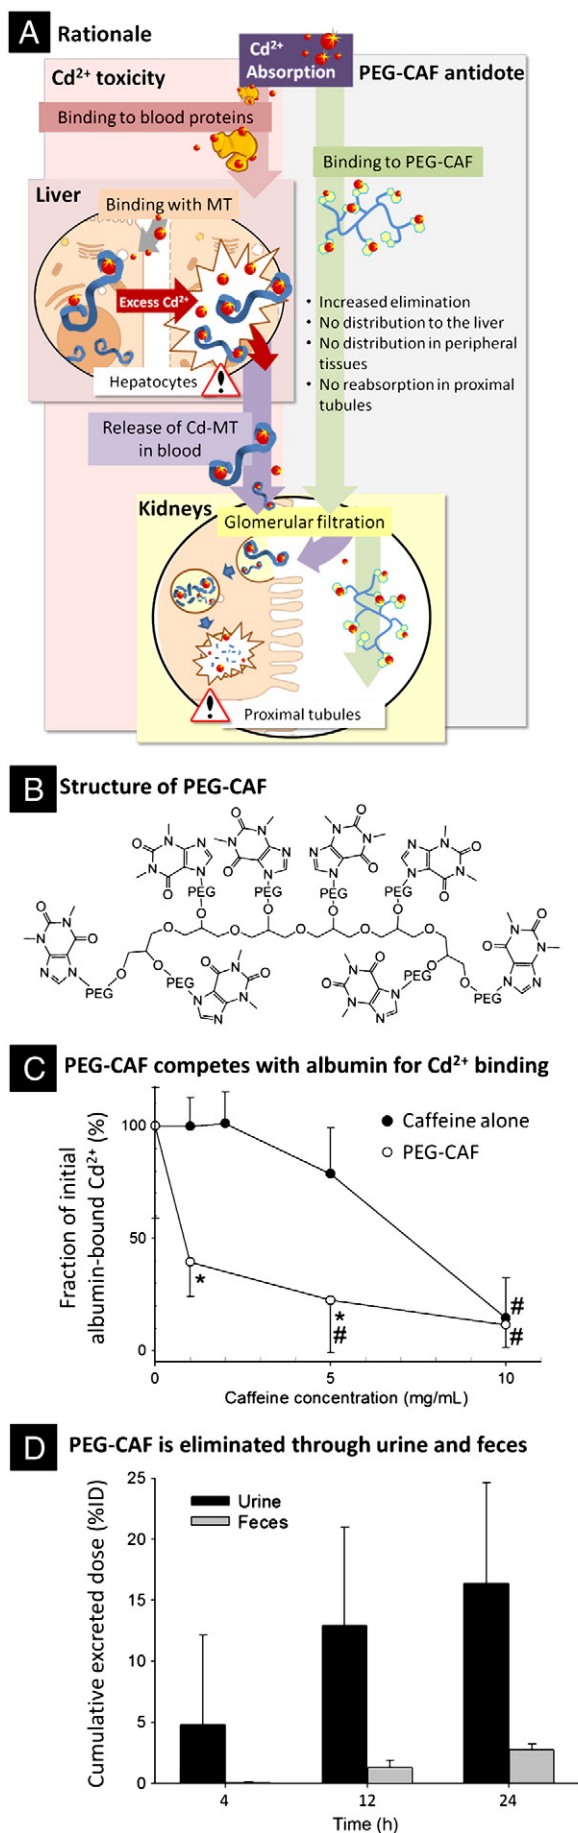 A Rationale
Cd²⁺ toxicity
Cd²⁺
Absorption
PEG-CAF antidote
Binding to blood proteins
Binding to PEG-CAF
Liver
Binding with MT
Excess Cd²⁺
Hepatocytes
!
• Increased elimination
• No distribution to the liver
• No distribution in peripheral
tissues
• No reabsorption in proximal
tubules
Release of Cd-MT
in blood
Kidneys
Glomerular filtration
!
Proximal tubules
B Structure of PEG-CAF
O N N N N O PEG
O N N N N O PEG
O N N N N O PEG
O N N N N O PEG
O O O O
O O O O O
O N N N N O PEG
PEG N N O N O N
O N N O N N PEG
PEG N N O N O N
O O
C PEG-CAF competes with albumin for Cd²⁺ binding
Fraction of initial
albumin-bound Cd²⁺ (%)
100
50
0
● Caffeine alone
○ PEG-CAF
*
*
#
#
#
0 5 10
Caffeine concentration (mg/mL)
D PEG-CAF is eliminated through urine and feces
Cumulative excreted dose (%ID)
25
20
15
10
5
0
Urine
Feces
4 12 24
Time (h)